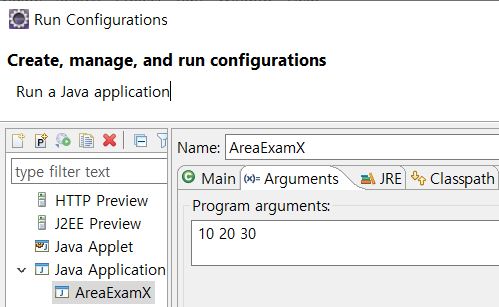 Run Configurations
Create, manage, and run configurations
Run a Java application
Name: AreaExamX
type filter text
Main (x)= Arguments JRE Classpath
HTTP Preview
J2EE Preview
Java Applet
Java Application
AreaExamX
Program arguments:
10 20 30